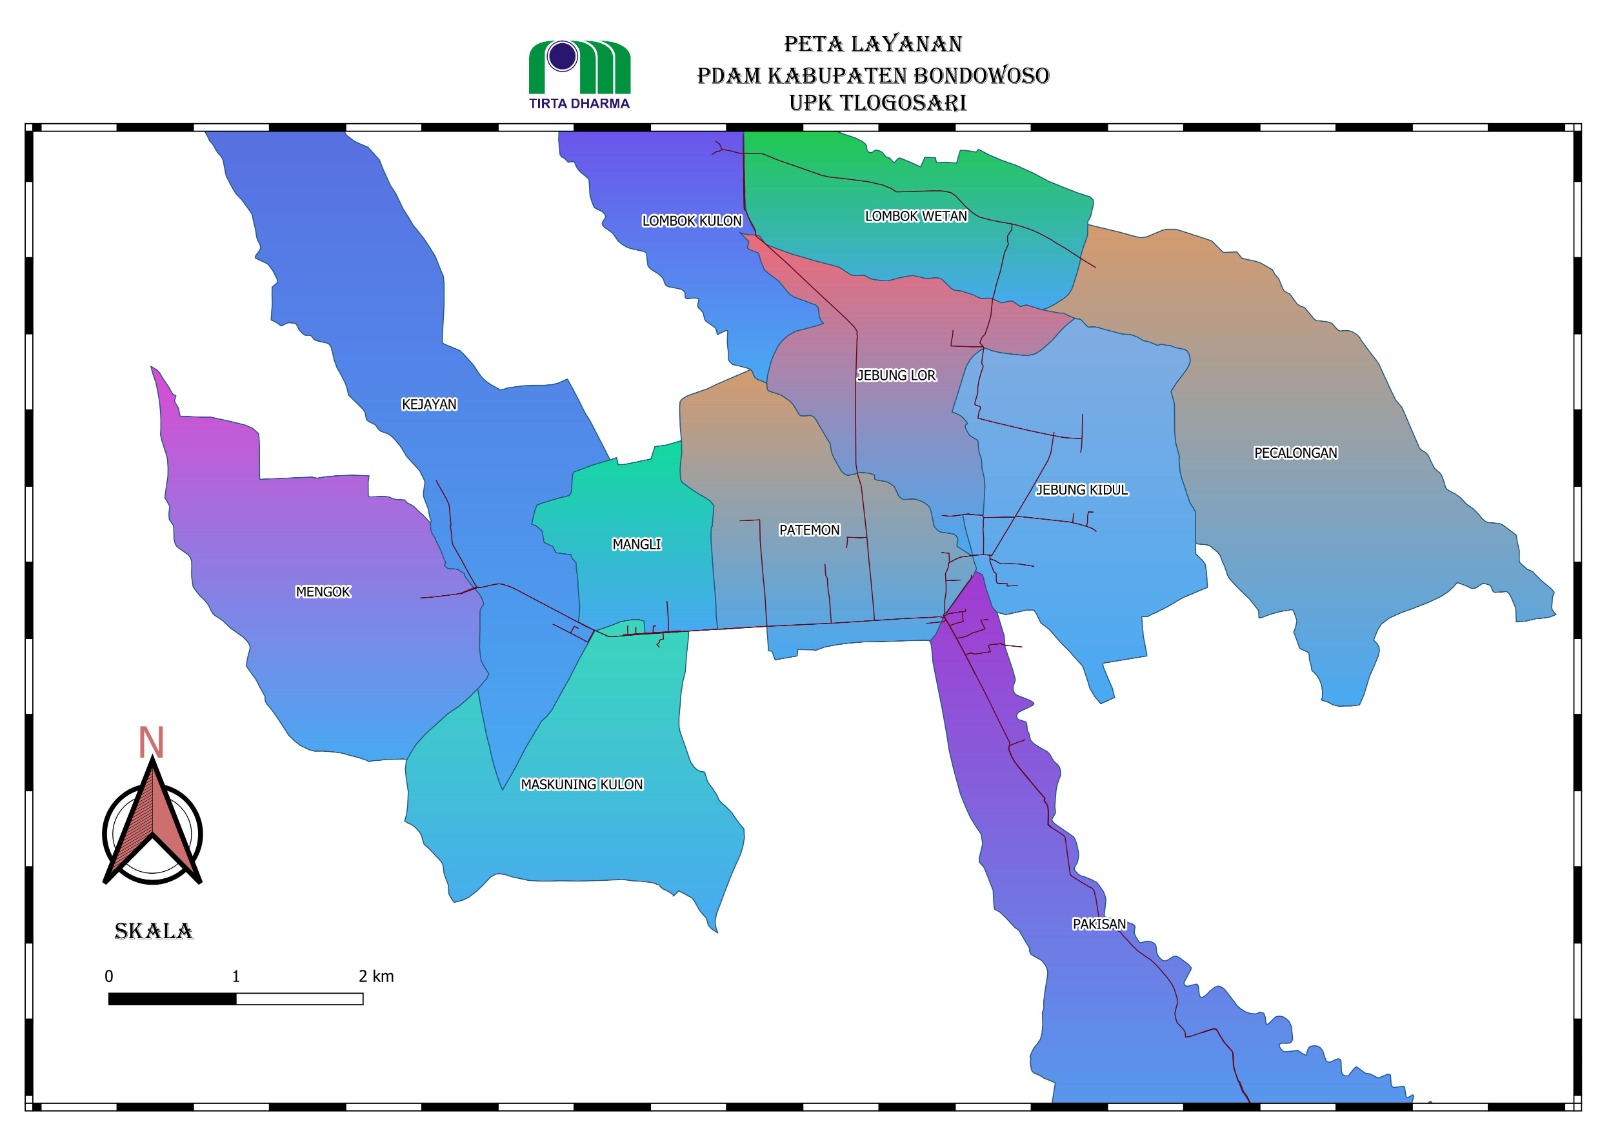 PETA LAYANAN
PDAM KABUPATEN BONDOWOSO
UPK TLOGOSARI
TIRTA DHARMA
LOMBOK KULON
LOMBOK WETAN
JEBUNG LOR
KEJAYAN
PECALONGAN
JEBUNG KIDUL
PATEMON
MANGLI
MENGOK
MASKUNING KULON
PAKISAN
N
SKALA
0 1 2 km